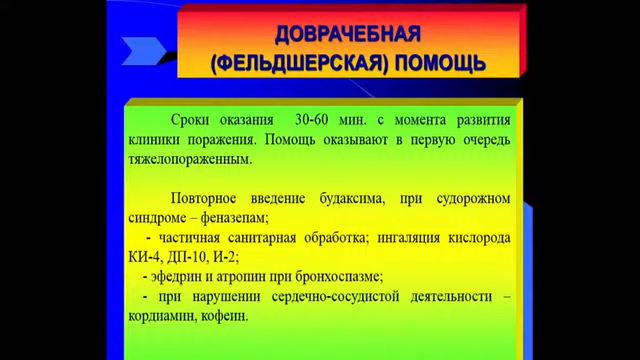 ДОВРАЧЕБНАЯ
(ФЕЛЬДШЕРСКАЯ) ПОМОЩЬ
Сроки оказания 30-60 мин. с момента развития
клиники поражения. Помощь оказывают в первую очередь
тяжелопораженным.
Повторное введение будаксима, при судорожном
синдроме – феназепам;
- частичная санитарная обработка; ингаляция кислорода
КИ-4, ДП-10, И-2;
- эфедрин и атропин при бронхоспазме;
- при нарушении сердечно-сосудистой деятельности –
кордиамин, кофеин.